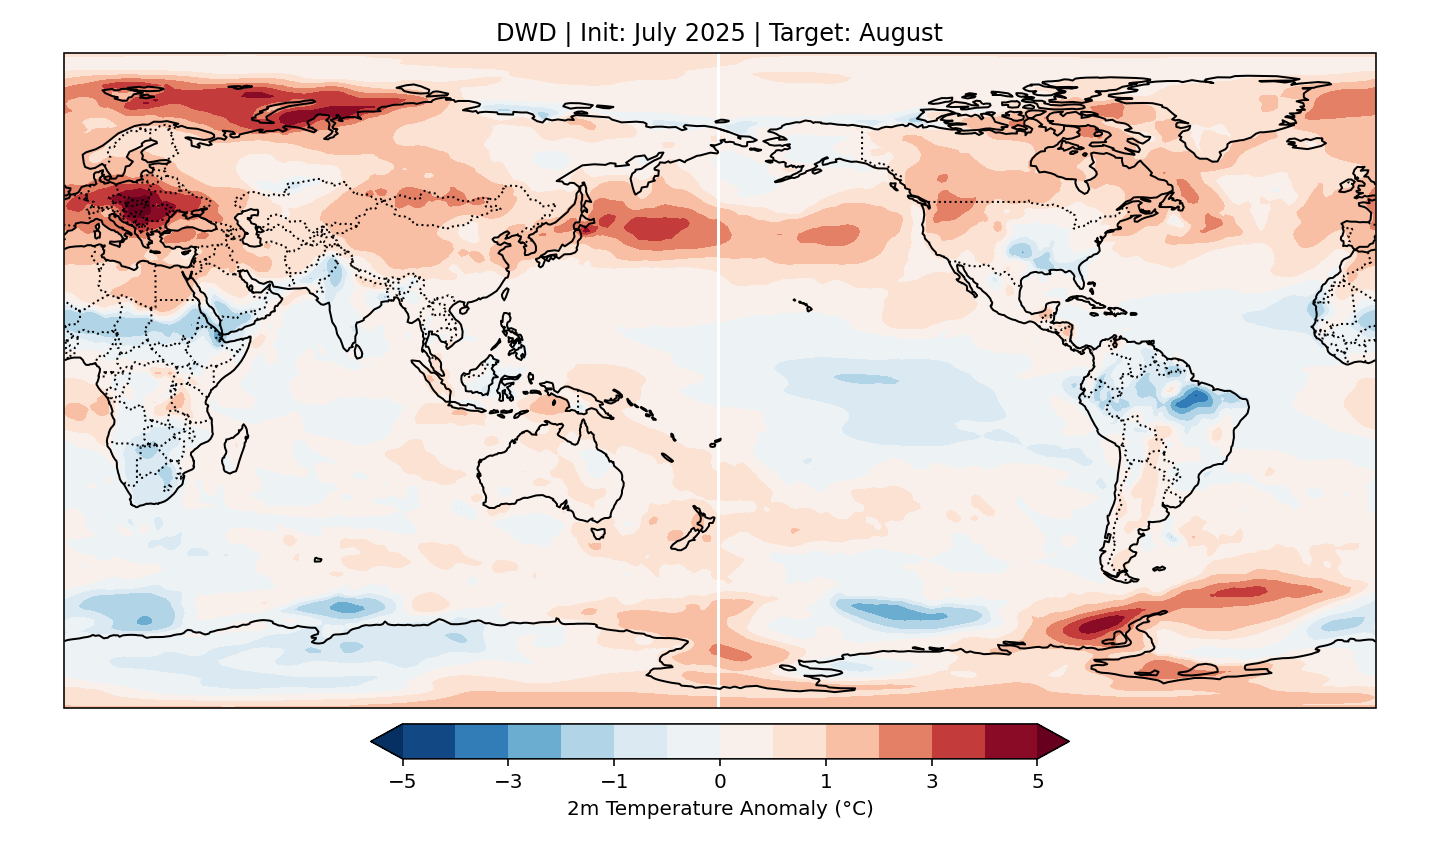 DWD | Init: July 2025 | Target: August
−5 −3 −1 0 1 3 5
2m Temperature Anomaly (°C)